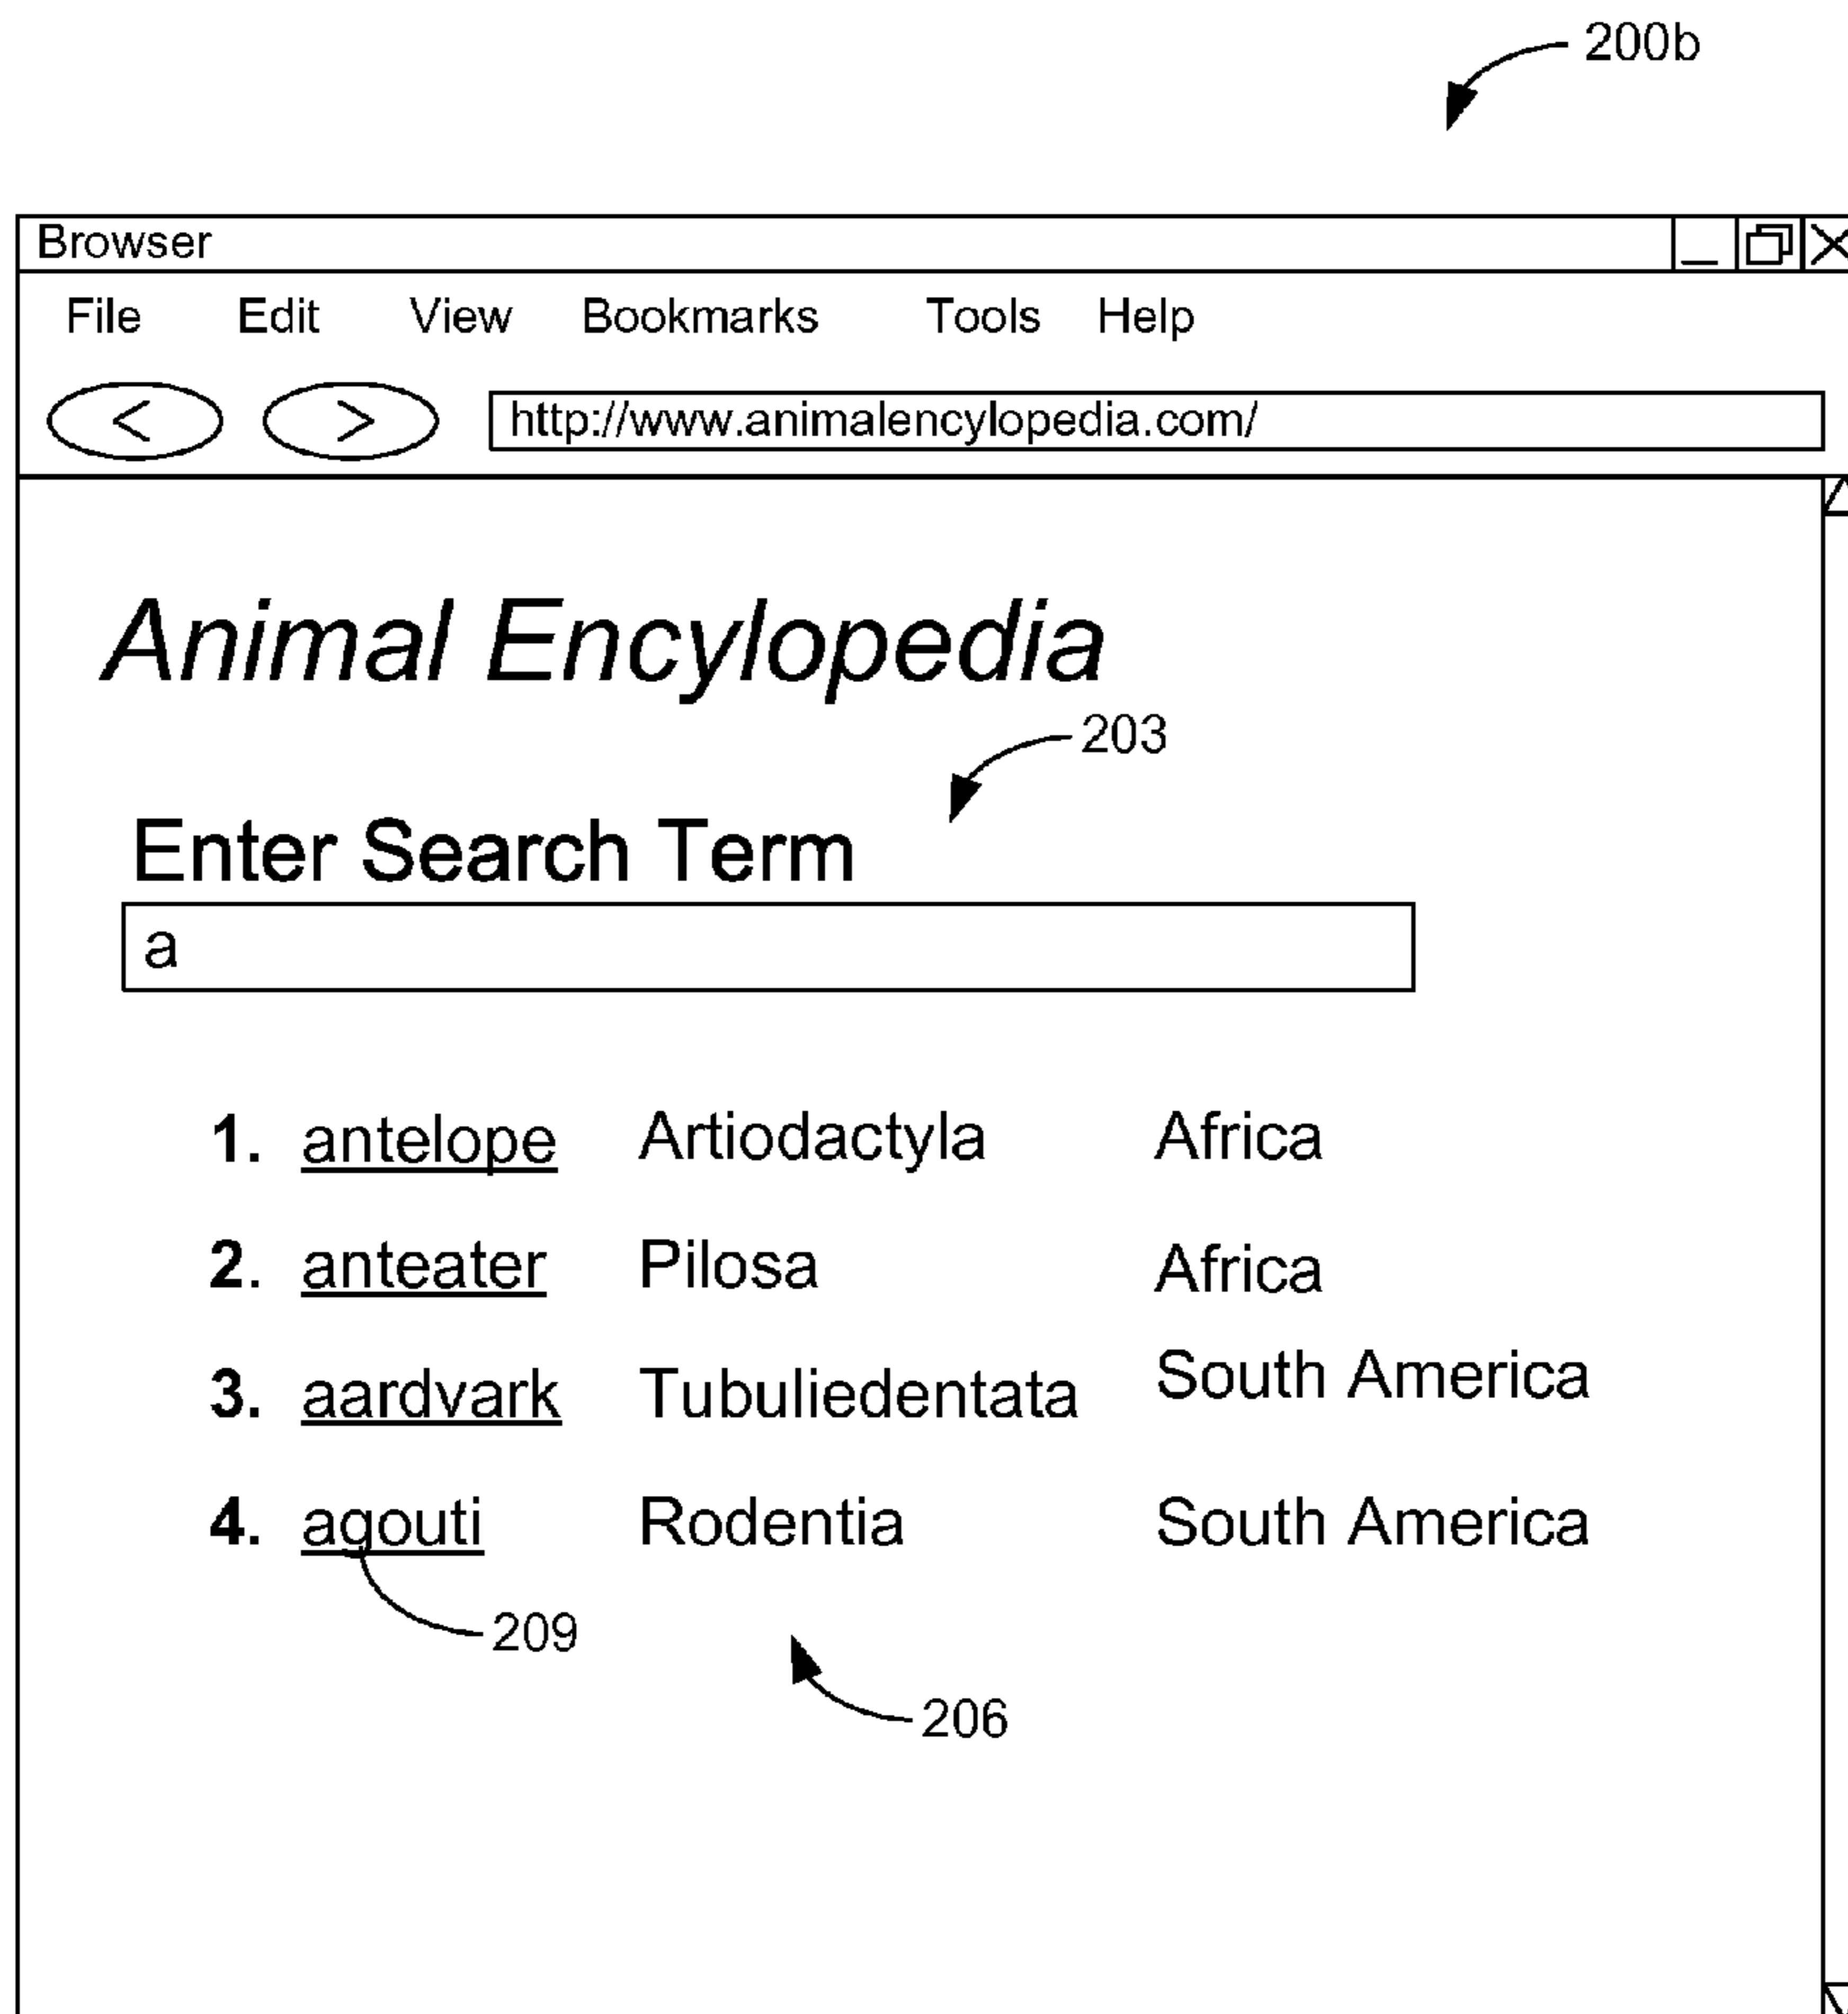 200b
Browser
File Edit View Bookmarks Tools Help
< > http://www.animalencylopedia.com/
Animal Encylopedia
203
Enter Search Term
a
1. antelope Artiodactyla Africa
2. anteater Pilosa Africa
3. aardvark Tubuliedentata South America
4. agouti Rodentia South America
209
206